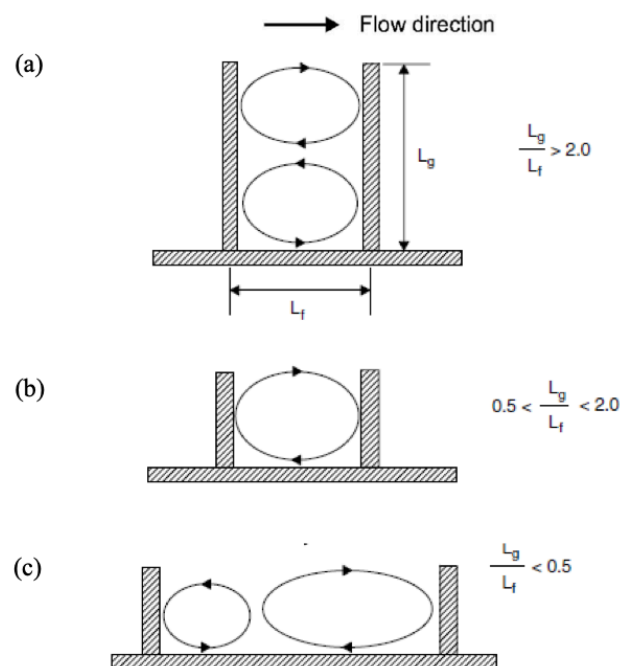 Flow direction
(a)
L_g
L_g
L_f
> 2.0
L_f
(b)
0.5 < L_g / L_f < 2.0
(c)
L_g / L_f < 0.5